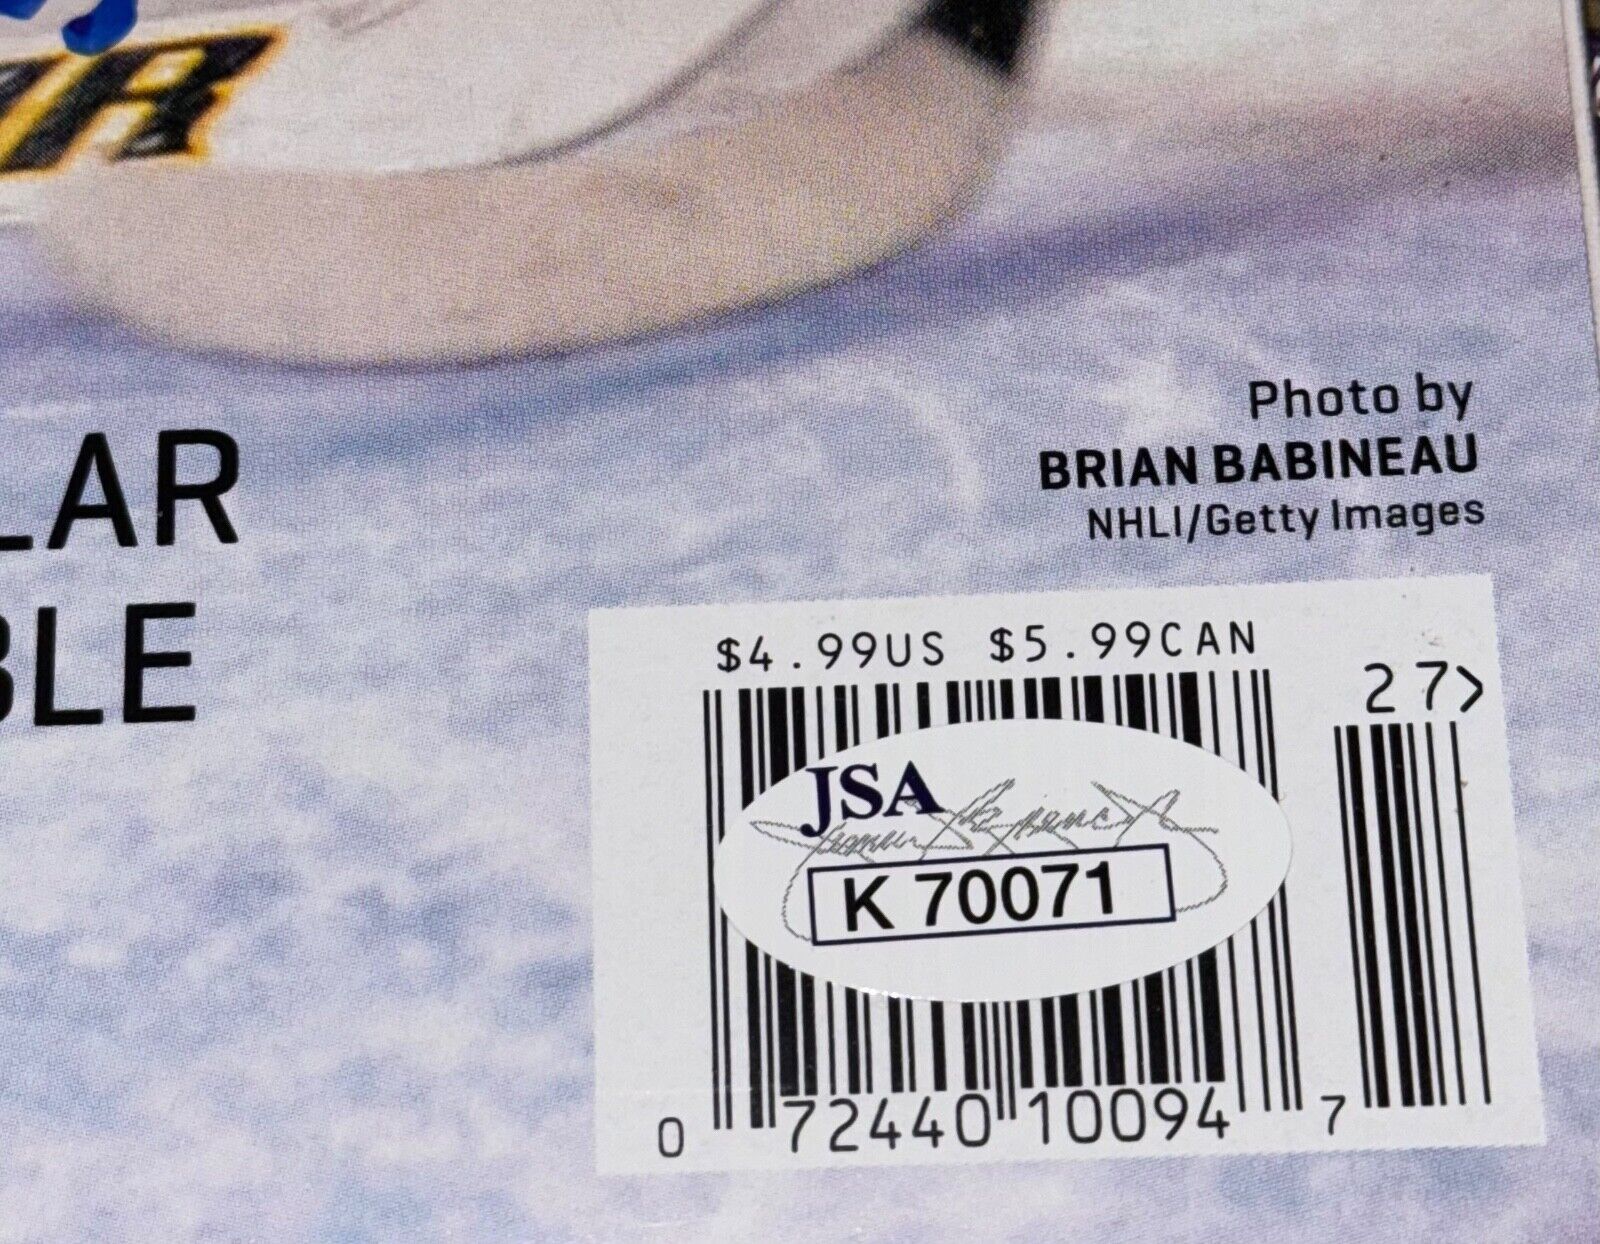 LAR
BLE
Photo by
BRIAN BABINEAU
NHLI/Getty Images
$4.99US $5.99CAN
27>
JSA
K 70071
0 72440 10094 7